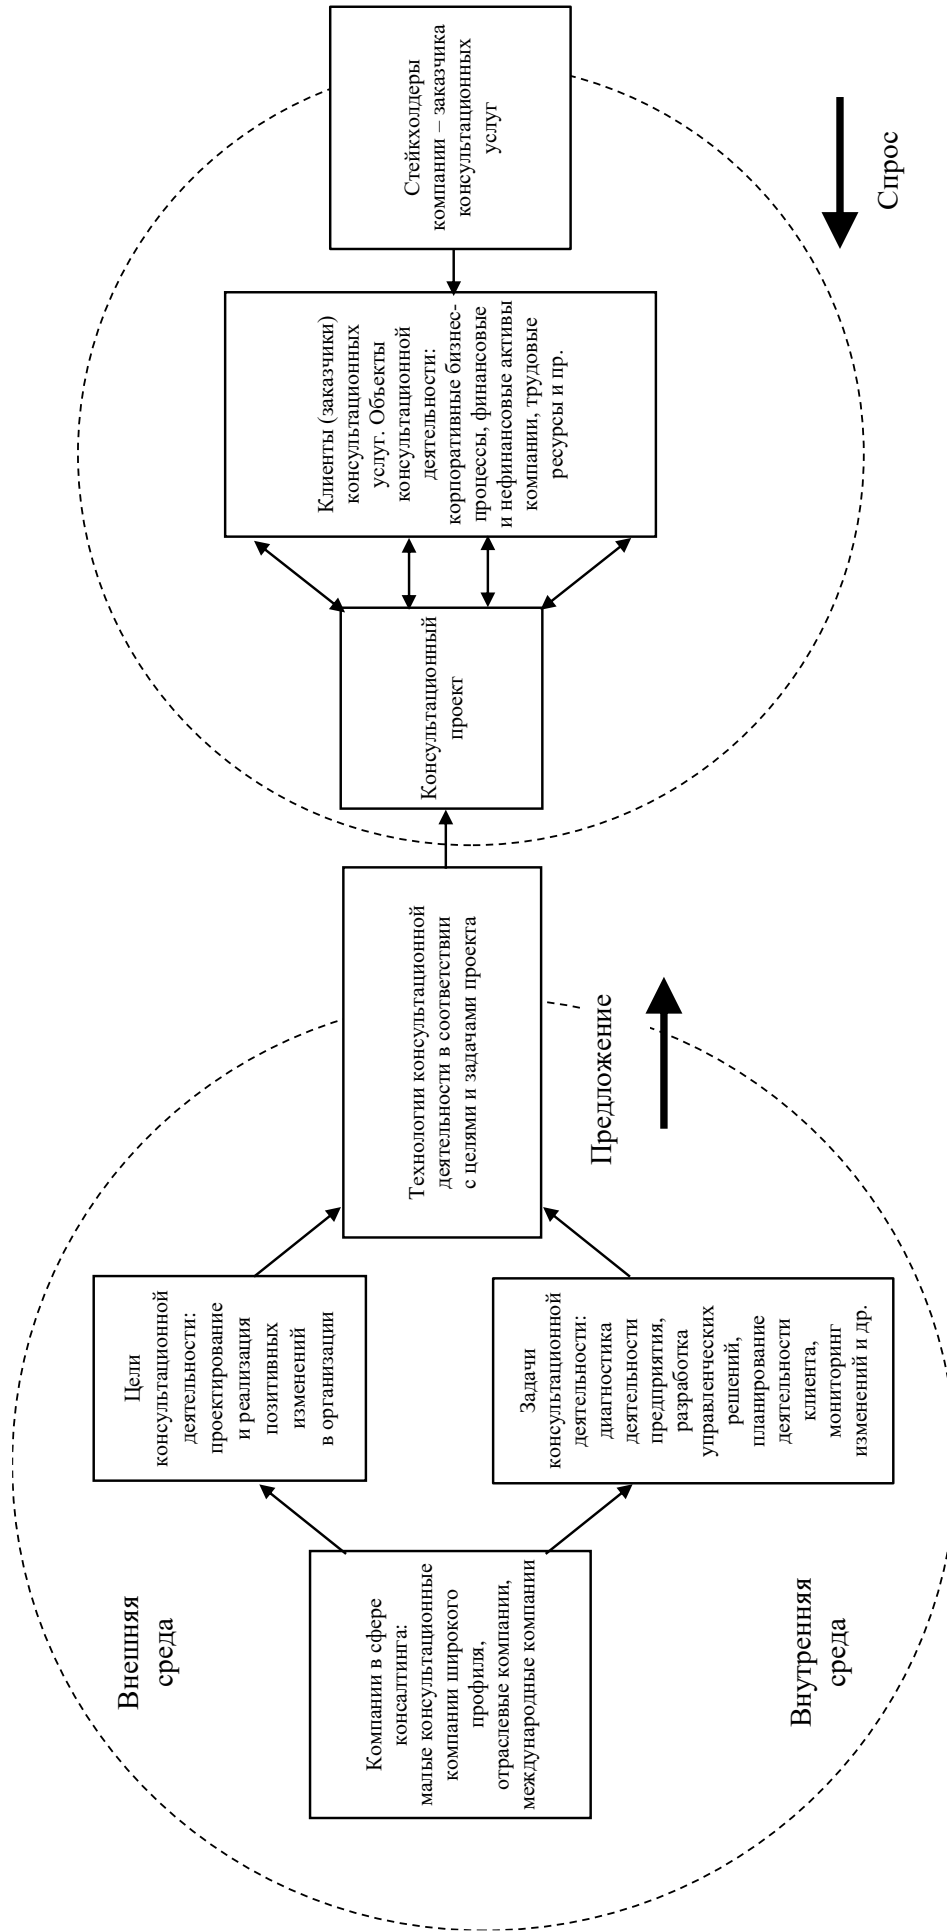 Внешняя
среда
Компании в сфере
консалтинга:
малые консультационные
компании широкого
профиля,
отраслевые компании,
международные компании
Внутренняя
среда
Цели
консультационной
деятельности:
проектирование
и реализация
позитивных
изменений
в организации
Задачи
консультационной
деятельности:
диагностика
деятельности
предприятия,
разработка
управленческих
решений,
планирование
деятельности
клиента,
мониторинг
изменений и др.
Технологии консультационной
деятельности в соответствии
с целями и задачами проекта
Предложение
Консультационный
проект
Клиенты (заказчики)
консультационных
услуг. Объекты
консультационной
деятельности:
корпоративные бизнес-
процессы, финансовые
и нефинансовые активы
компании, трудовые
ресурсы и пр.
Стейкхолдеры
компании – заказчика
консультационных
услуг
Спрос